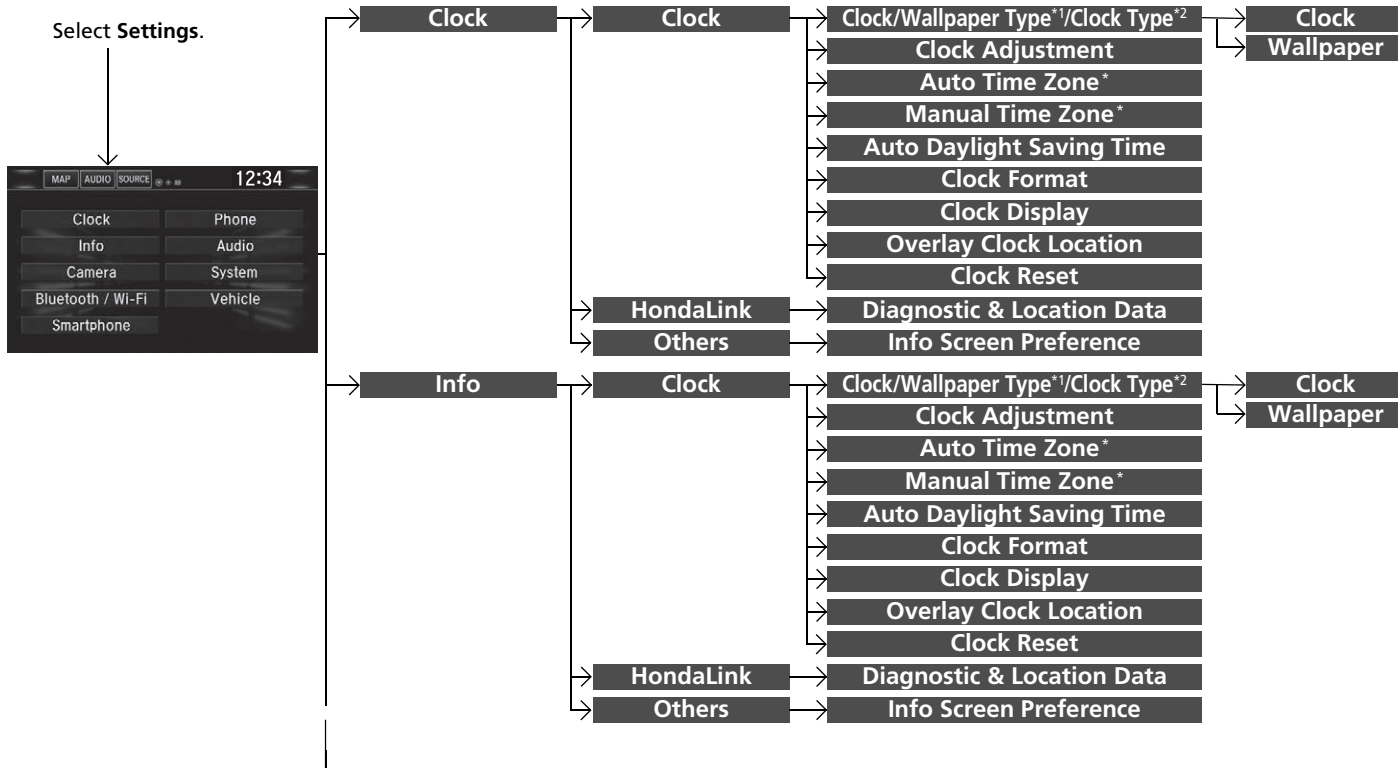 Select Settings.
MAP AUDIO SOURCE 12:34
Clock Phone
Info Audio
Camera System
Bluetooth / Wi-Fi Vehicle
Smartphone
Clock
Clock
Clock/Wallpaper Type*1/Clock Type*2
Clock
Wallpaper
Clock Adjustment
Auto Time Zone*
Manual Time Zone*
Auto Daylight Saving Time
Clock Format
Clock Display
Overlay Clock Location
Clock Reset
HondaLink
Diagnostic & Location Data
Others
Info Screen Preference
Info
Clock
Clock/Wallpaper Type*1/Clock Type*2
Clock
Wallpaper
Clock Adjustment
Auto Time Zone*
Manual Time Zone*
Auto Daylight Saving Time
Clock Format
Clock Display
Overlay Clock Location
Clock Reset
HondaLink
Diagnostic & Location Data
Others
Info Screen Preference